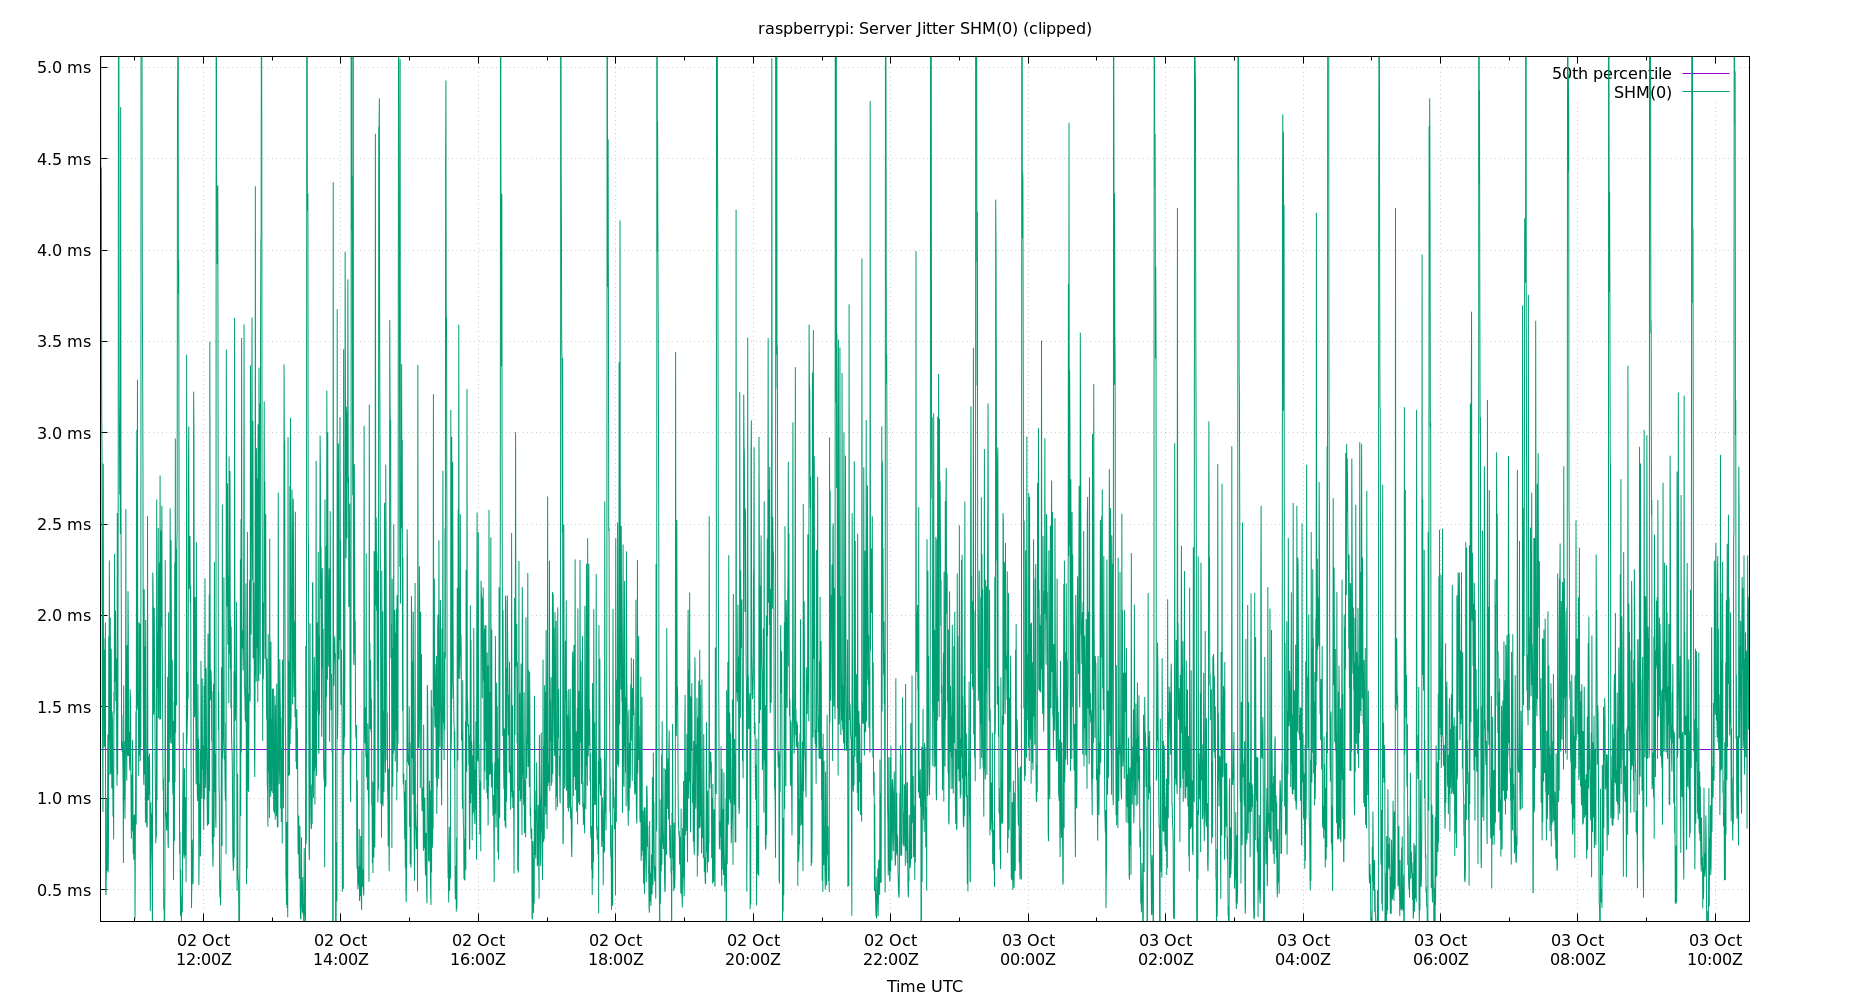 raspberrypi: Server Jitter SHM(0) (clipped)
5.0 ms
50th percentile
SHM(0)
4.5 ms
4.0 ms
3.5 ms
3.0 ms
2.5 ms
2.0 ms
1.5 ms
1.0 ms
0.5 ms
02 Oct 02 Oct 02 Oct 02 Oct 02 Oct 02 Oct 03 Oct 03 Oct 03 Oct 03 Oct 03 Oct 03 Oct
12:00Z 14:00Z 16:00Z 18:00Z 20:00Z 22:00Z 00:00Z 02:00Z 04:00Z 06:00Z 08:00Z 10:00Z
Time UTC